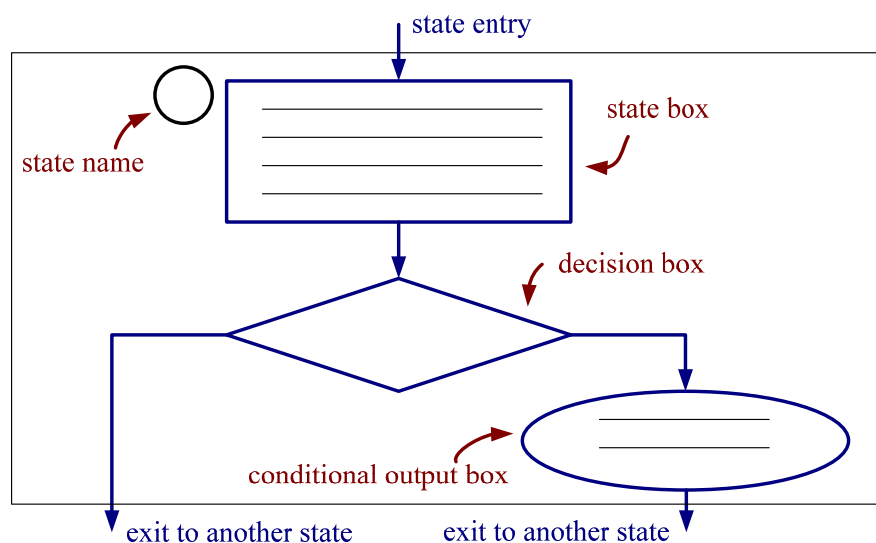 state entry
state box
state name
decision box
conditional output box
exit to another state
exit to another state